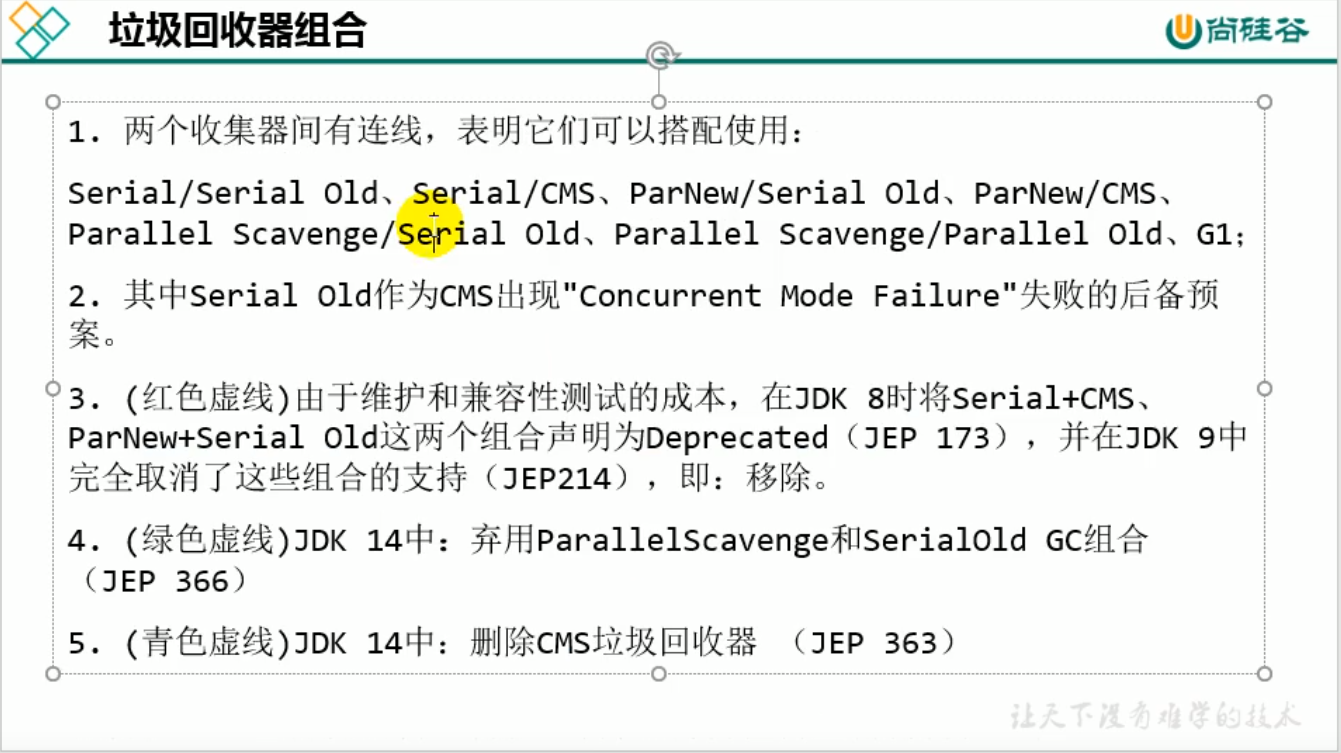 垃圾回收器组合
尚硅谷
1. 两个收集器间有连线，表明它们可以搭配使用：
Serial/Serial Old、Serial/CMS、ParNew/Serial Old、ParNew/CMS、
Parallel Scavenge/Serial Old、Parallel Scavenge/Parallel Old、G1；
2. 其中Serial Old作为CMS出现"Concurrent Mode Failure"失败的后备预
案。
3. (红色虚线)由于维护和兼容性测试的成本，在JDK 8时将Serial+CMS、
ParNew+Serial Old这两个组合声明为Deprecated（JEP 173），并在JDK 9中
完全取消了这些组合的支持（JEP214），即：移除。
4. (绿色虚线)JDK 14中：弃用ParallelScavenge和SerialOld GC组合
（JEP 366）
5. (青色虚线)JDK 14中：删除CMS垃圾回收器 （JEP 363）
让天下没有难学的技术